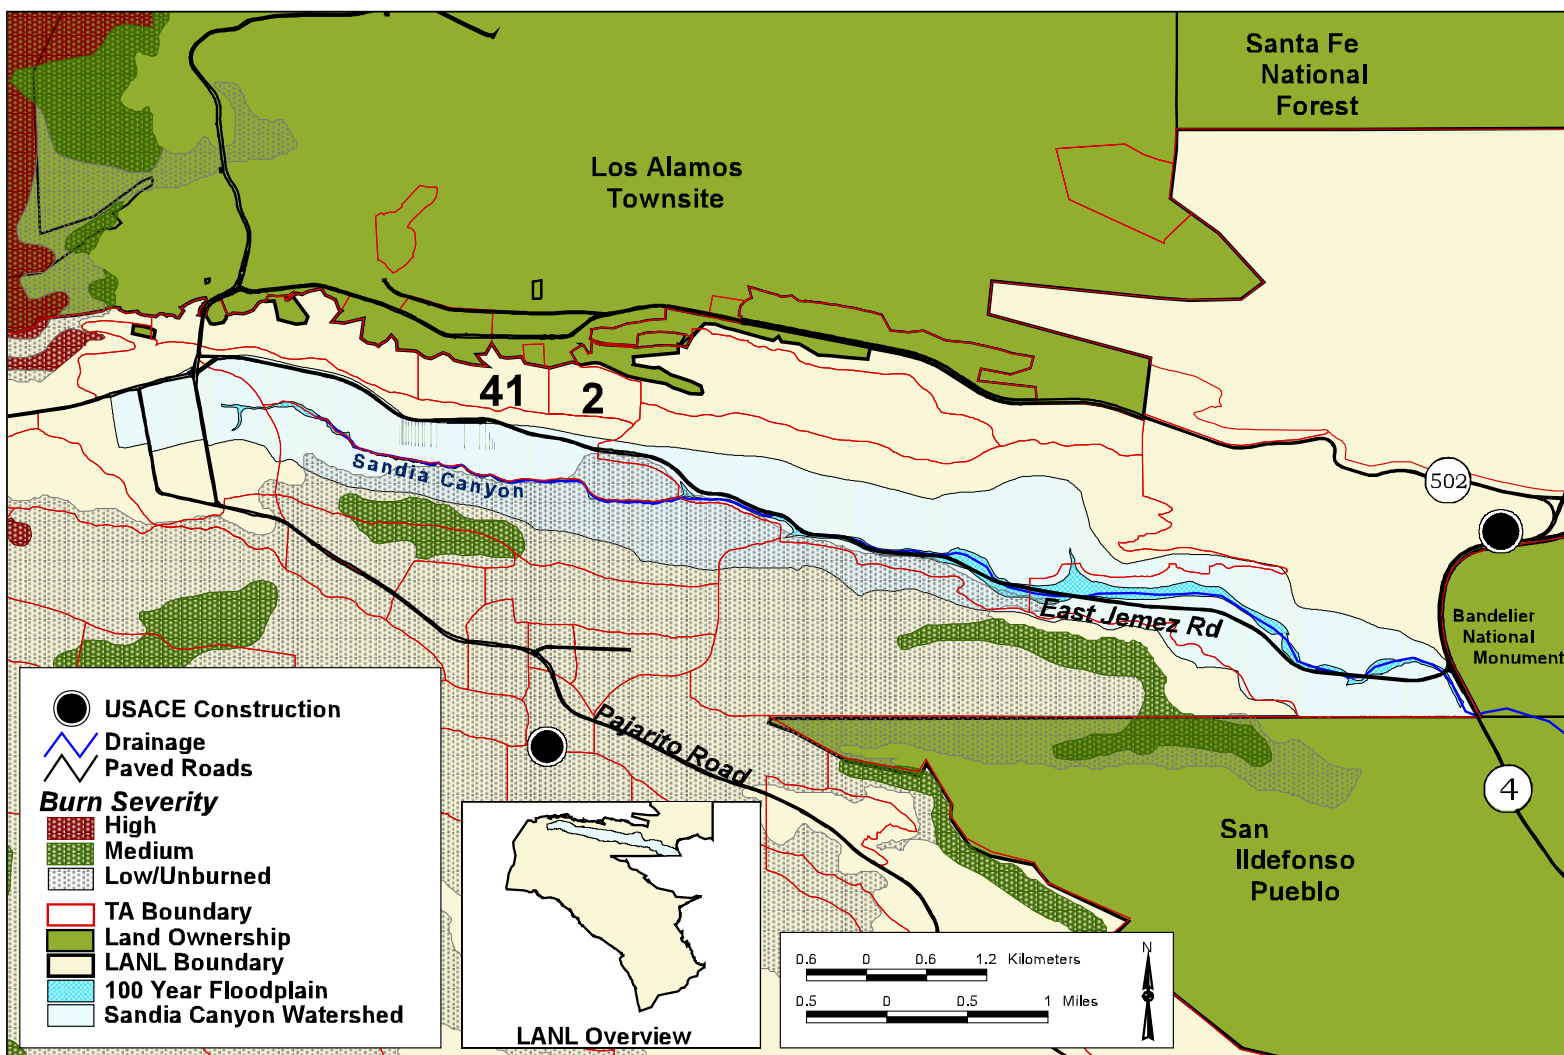 Santa Fe
National
Forest
Los Alamos
Townsite
41
2
Sandia Canyon
502
East Jemez Rd
Bandelier
National
Monument
Pajarito Road
4
San
Ildefonso
Pueblo
USACE Construction
Drainage
Paved Roads
Burn Severity
High
Medium
Low/Unburned
TA Boundary
Land Ownership
LANL Boundary
100 Year Floodplain
Sandia Canyon Watershed
LANL Overview
0.6 0 0.6 1.2 Kilometers
0.5 0 0.5 1 Miles
N